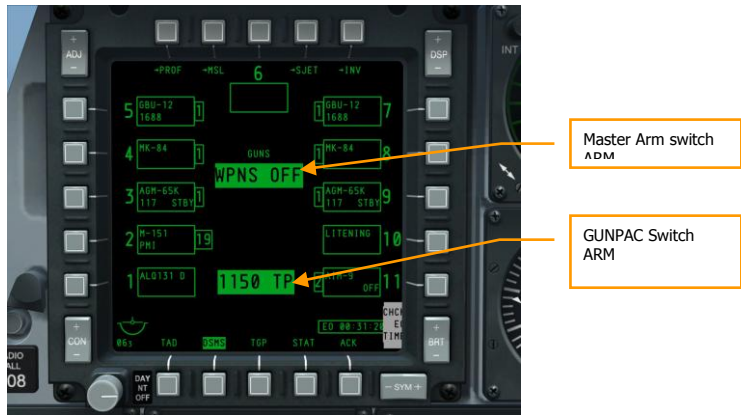 +
ADJ
-
→PROF →MSL 6 →SJET →INV
+
DSP
-
INT
5 GBU-12 1
1688
1 GBU-12 7
1688
4 MK-84 1
GUNS
1 MK-84 8
WPNS OFF
3 AGM-65K 1
117 STBY
1 AGM-65K 9
117 STBY
2 M-151 19
PMI
LITENING 10
1 ALQ131 D
1150 TP
2 11
OFF
CHCK
TIME
ED 00:31:2
06s TAD DSMS TGP STAT ACK
+
CON
-
+
BRT
-
DAY
NT
OFF
- SYM +
ADIO
ALL
08
Master Arm switch
ARM
GUNPAC Switch
ARM